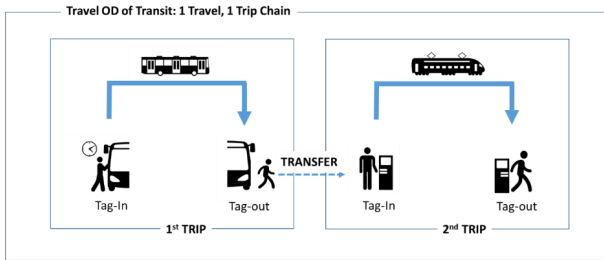 Travel OD of Transit: 1 Travel, 1 Trip Chain
TRANSFER
Tag-In
Tag-out
Tag-In
Tag-out
1st TRIP
2nd TRIP